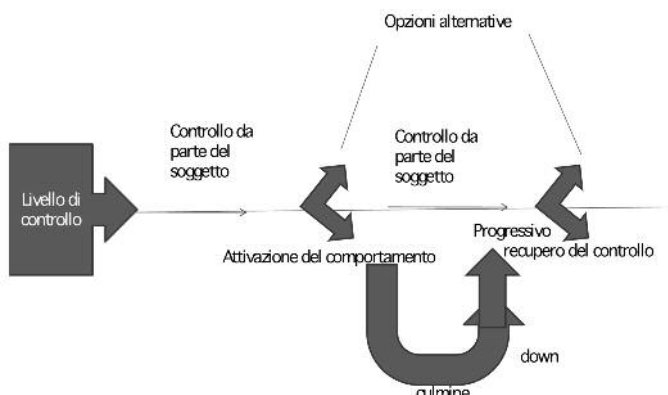 Opzioni alternative
Controllo da
parte del
soggetto
Controllo da
parte del
soggetto
Livello di
controllo
Attivazione del comportamento
Progressivo
recupero del controllo
down
culmine